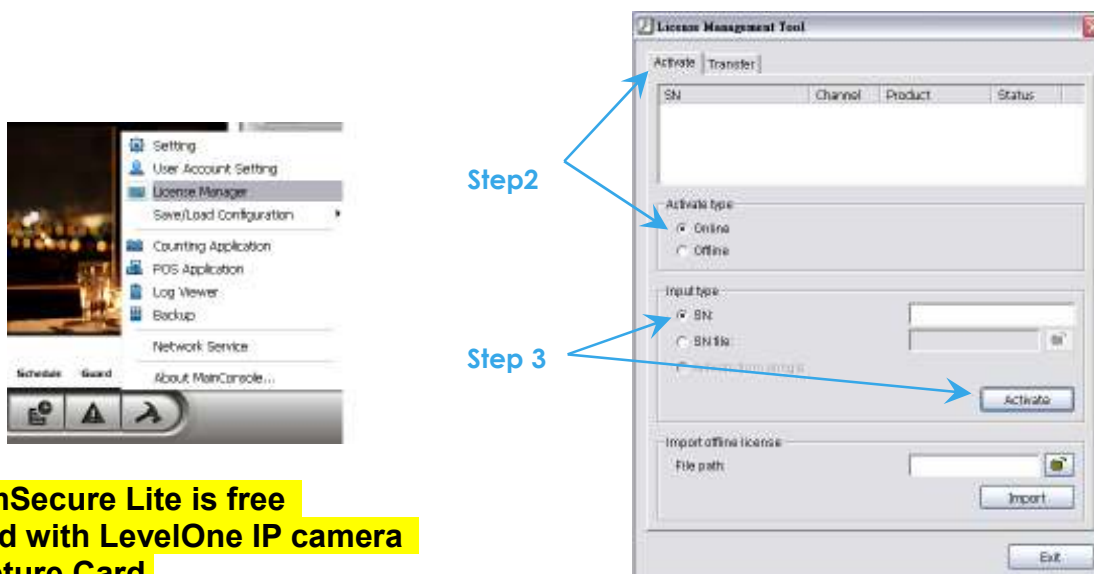 Setting
User Account Setting
License Manager
Save/Load Configuration
Counting Application
POS Application
Log Viewer
Backup
Network Service
About MainConsole...
Schedule Guard
nSecure Lite is free
d with LevelOne IP camera
ture Card
Step2
Step 3
License Management Tool
Activate Transfer
SN Channel Product Status
Activate type
Online
Offline
Input type
SN:
SN file:
Activate
Import offline license
File path:
Import
Exit